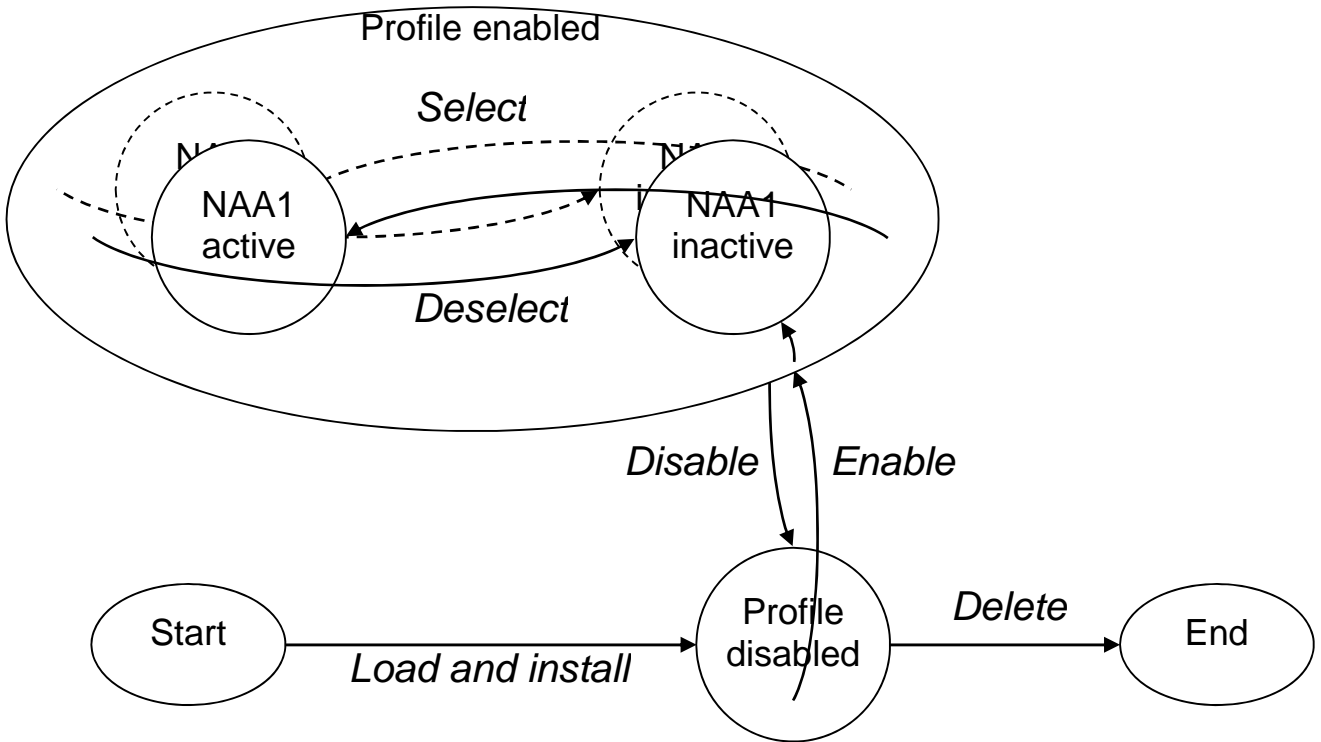 Profile enabled
Select
NAA1
active
NAA1
inactive
Deselect
Disable
Enable
Start
Load and install
Profile
disabled
Delete
End